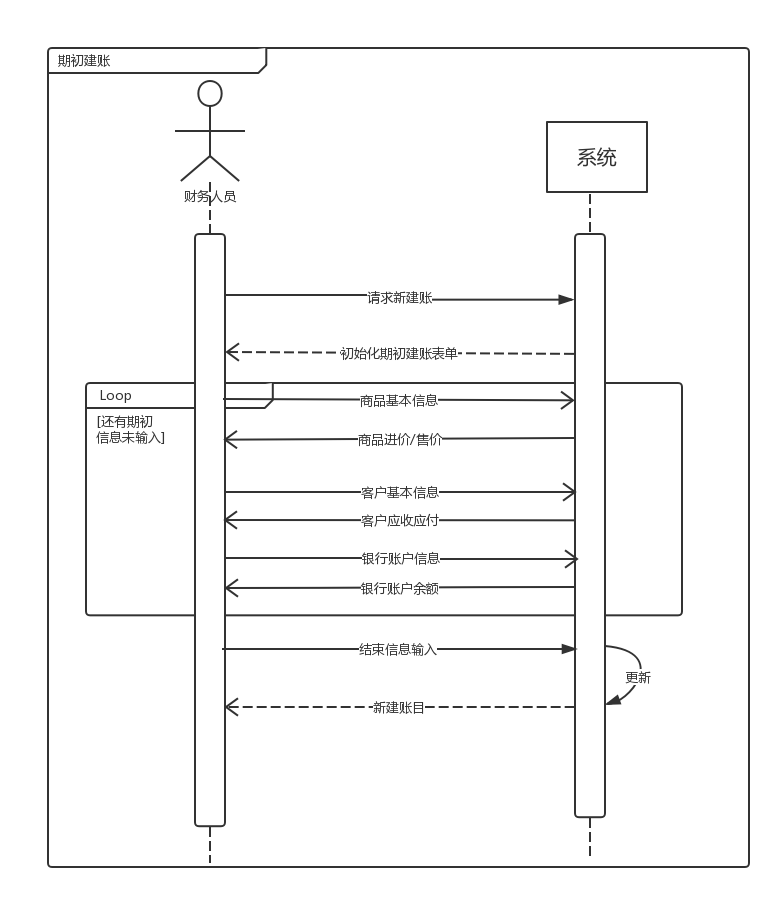 期初建账
系统
财务人员
请求新建账
初始化期初建账表单
Loop
商品基本信息
[还有期初
信息未输入]
商品进价/售价
客户基本信息
客户应收应付
银行账户信息
银行账户余额
结束信息输入
更新
新建账目